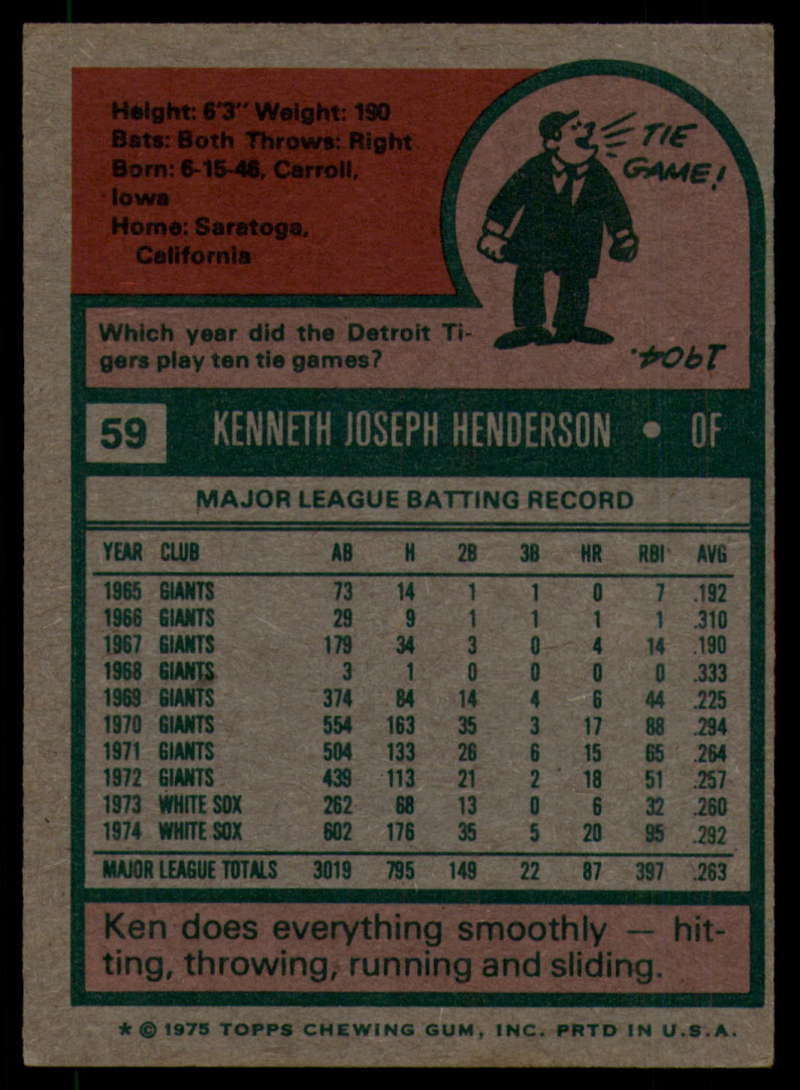 Height: 6'3" Weight: 190
Bats: Both Throws: Right
Born: 6-15-46, Carroll,
Iowa
Home: Saratoga,
California
TIE
GAME!
Which year did the Detroit Ti-
gers play ten tie games?
1904.
59 KENNETH JOSEPH HENDERSON • OF
MAJOR LEAGUE BATTING RECORD
YEAR CLUB AB H 2B 3B HR RBI AVG
1965 GIANTS 73 14 1 1 0 7 .192
1966 GIANTS 29 9 1 1 1 1 .310
1967 GIANTS 179 34 3 0 4 14 .190
1968 GIANTS 3 1 0 0 0 0 .333
1969 GIANTS 374 84 14 4 6 44 .225
1970 GIANTS 554 163 35 3 17 88 .294
1971 GIANTS 504 133 26 6 15 65 .264
1972 GIANTS 439 113 21 2 18 51 .257
1973 WHITE SOX 262 68 13 0 6 32 .260
1974 WHITE SOX 602 176 35 5 20 95 .292
MAJOR LEAGUE TOTALS 3019 795 149 22 87 397 .263
Ken does everything smoothly — hit-
ting, throwing, running and sliding.
* © 1975 TOPPS CHEWING GUM, INC. PRTD IN U.S.A.